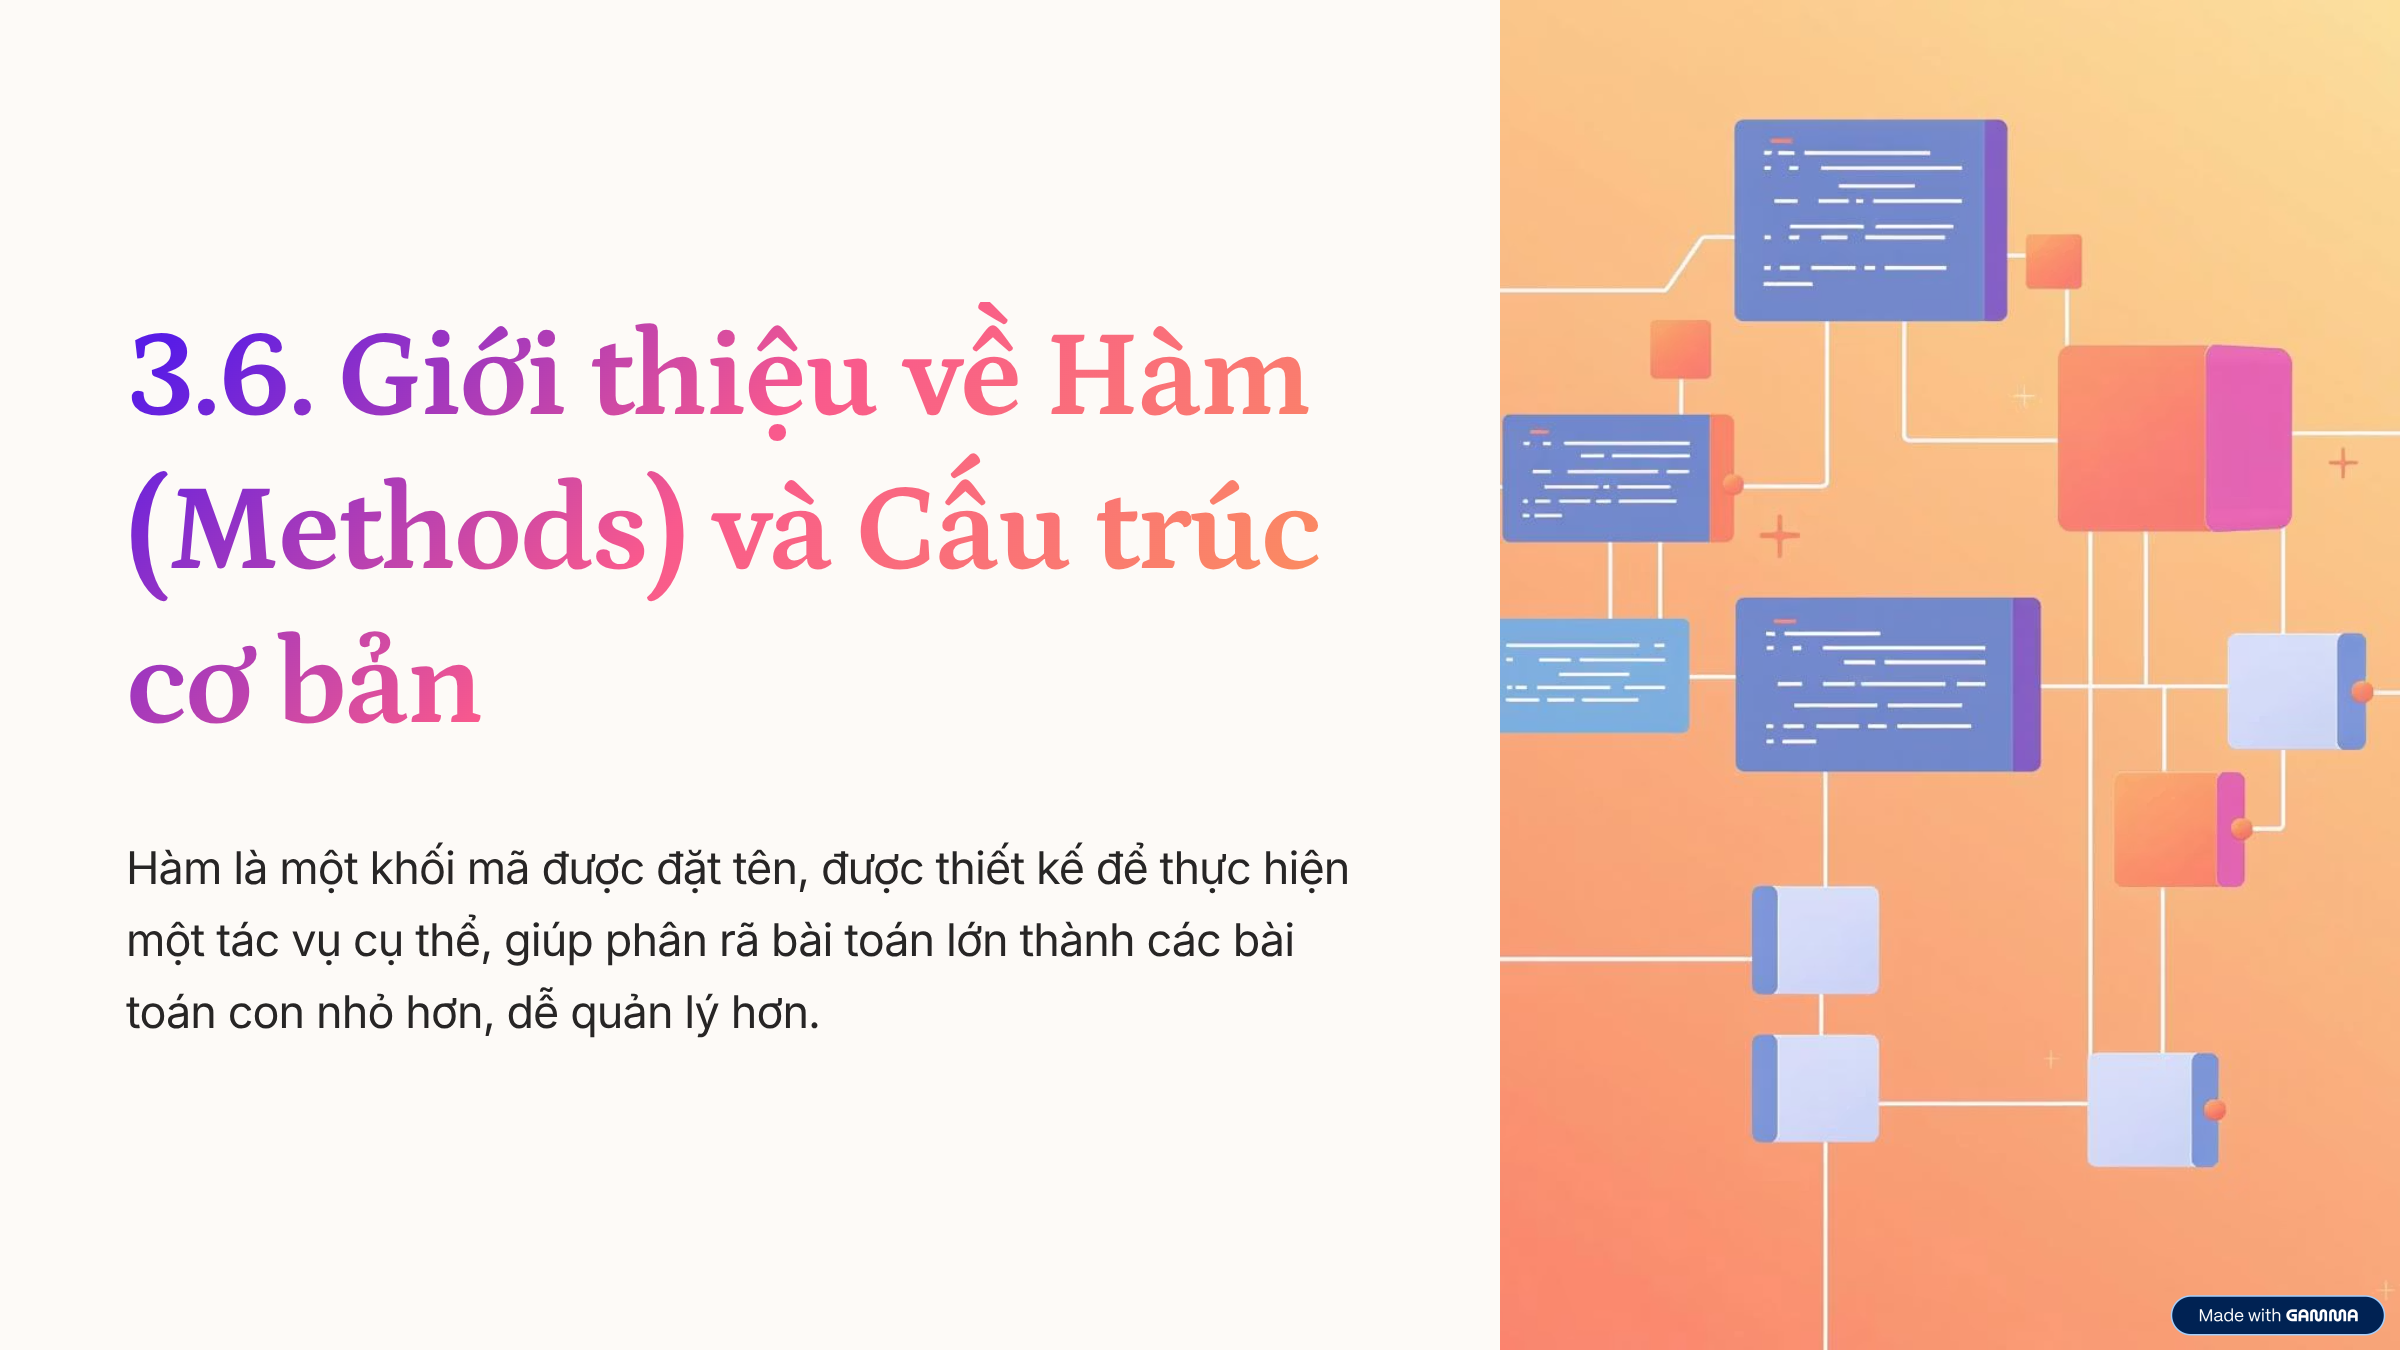 3.6. Giới thiệu về Hàm
(Methods) và Cấu trúc
cơ bản
Hàm là một khối mã được đặt tên, được thiết kế để thực hiện
một tác vụ cụ thể, giúp phân rã bài toán lớn thành các bài
toán con nhỏ hơn, dễ quản lý hơn.
Made with GAMMA